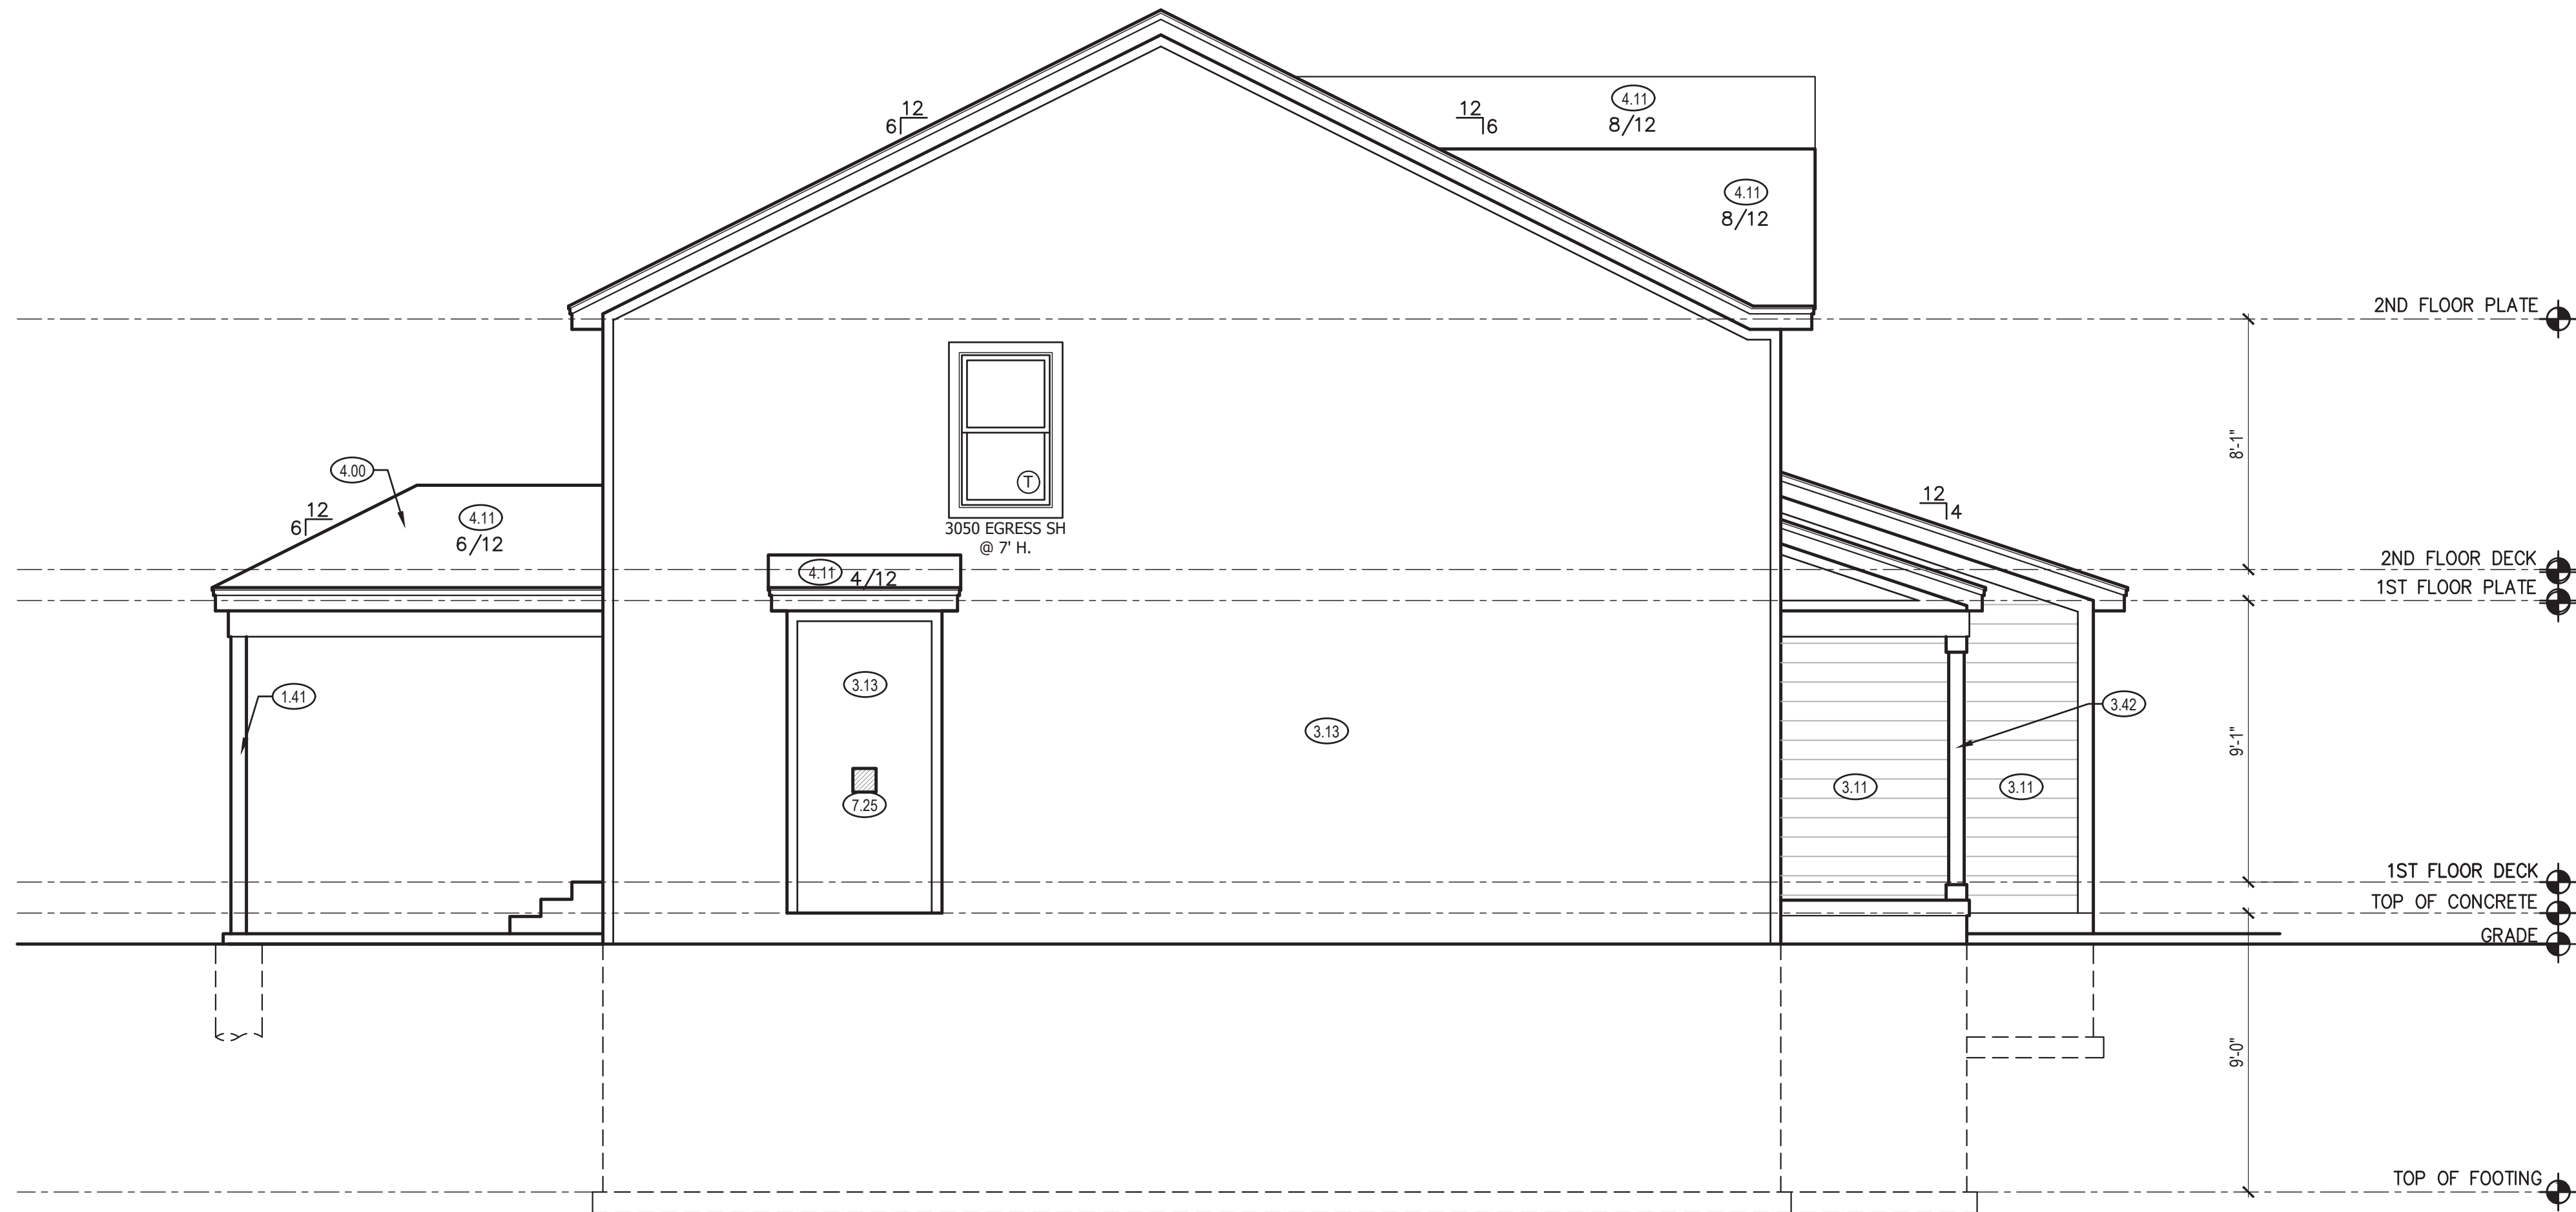 12
6
12
6
4.11
8/12
4.11
8/12
2ND FLOOR PLATE
8'-1"
4.00
12
6
4.11
6/12
T
3050 EGRESS SH
@ 7' H.
12
4
4.11
4/12
2ND FLOOR DECK
1ST FLOOR PLATE
1.41
3.13
3.13
7.25
3.42
9'-1"
3.11
3.11
1ST FLOOR DECK
TOP OF CONCRETE
GRADE
9'-0"
TOP OF FOOTING